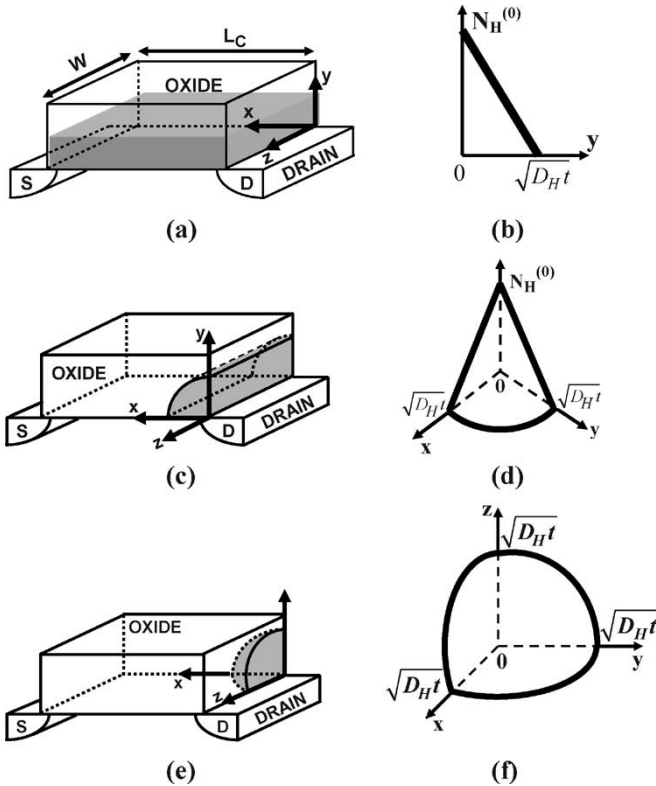 W
L_C
N_H^(0)
OXIDE
y
x
z
S
D
DRAIN
0
√D_H t
y
(a)
(b)
y
N_H^(0)
OXIDE
x
z
S
D
DRAIN
√D_H t
0
√D_H t
x
y
(c)
(d)
z
√D_H t
OXIDE
x
z
S
D
DRAIN
√D_H t
0
√D_H t
y
x
(e)
(f)